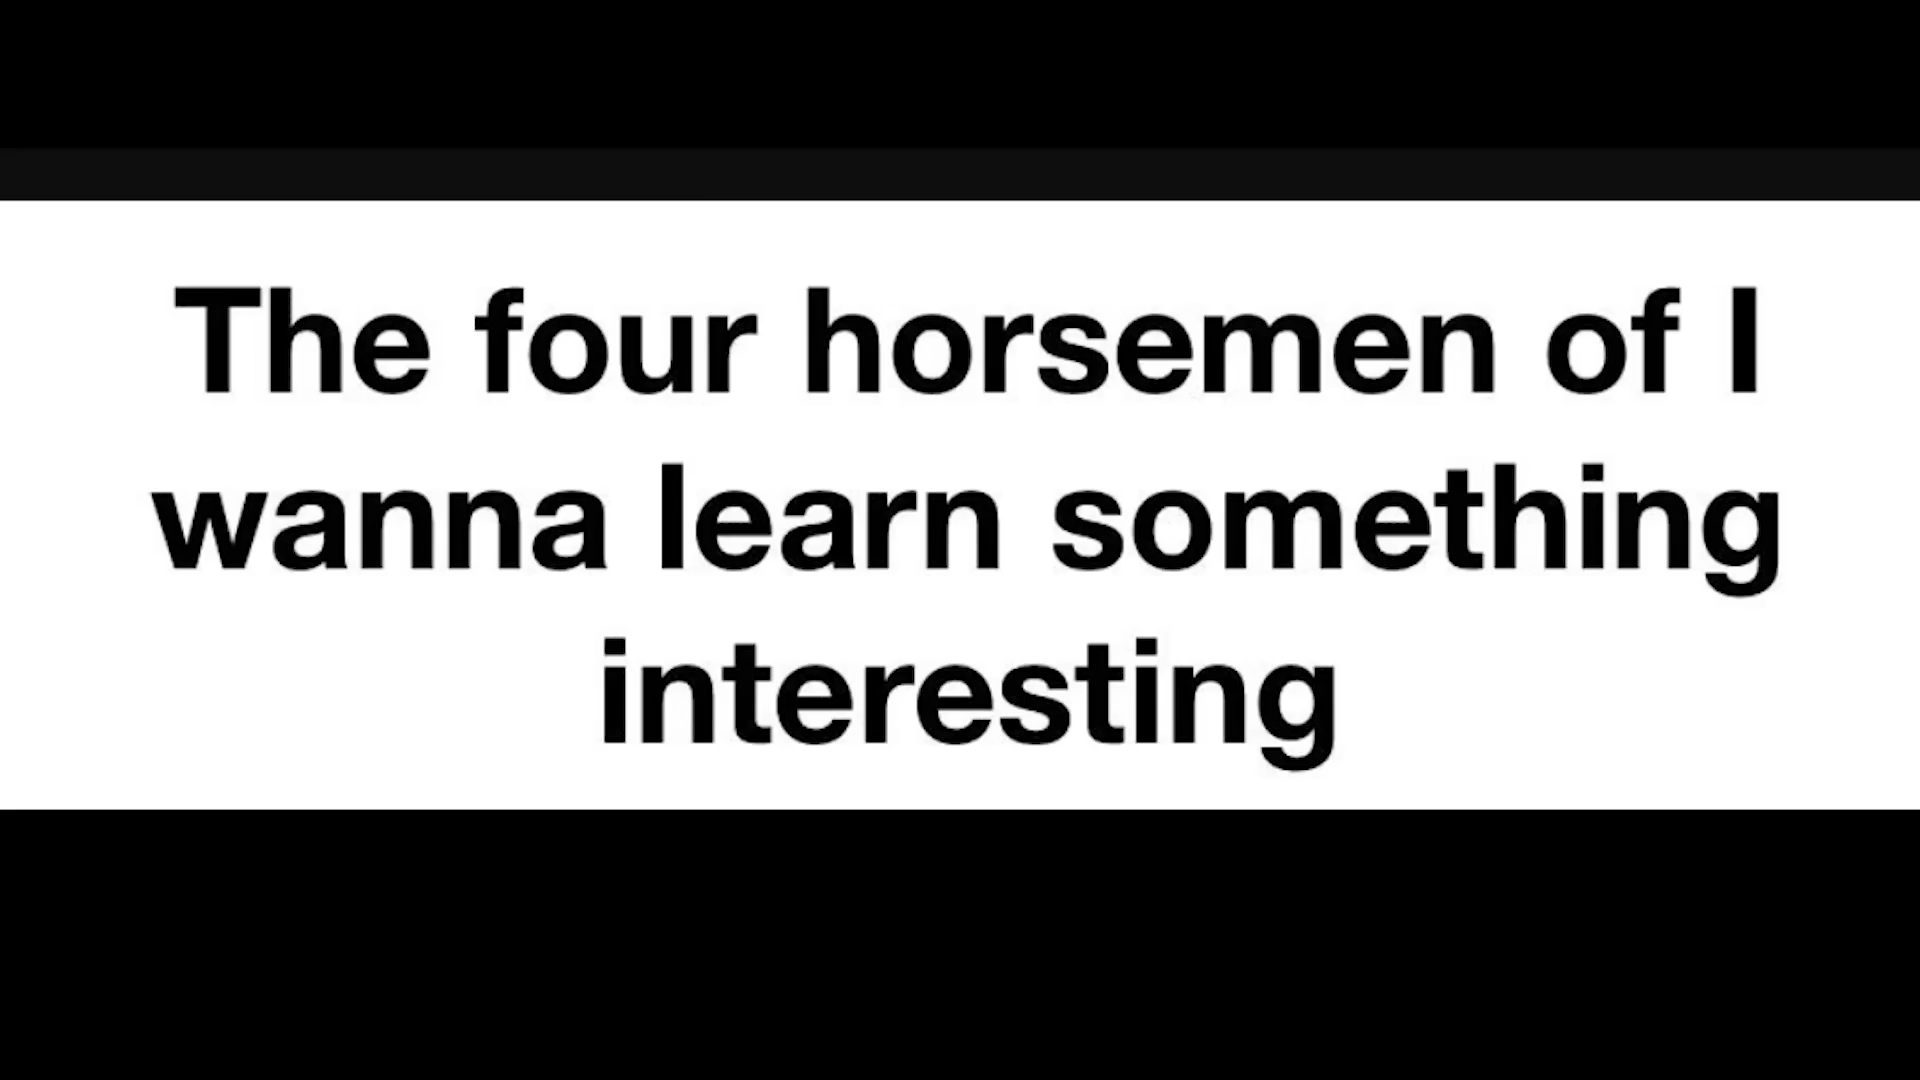 The four horsemen of I
wanna learn something
interesting